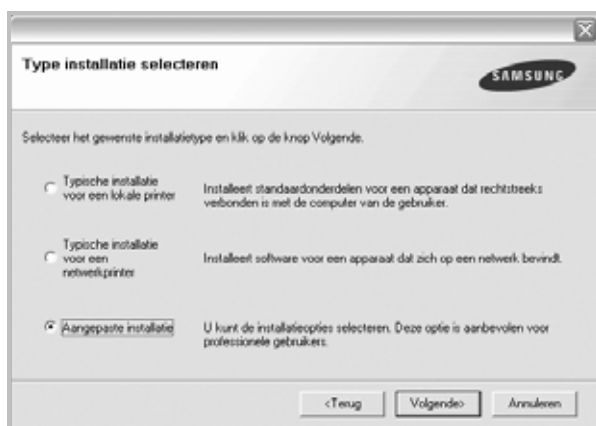 Type installatie selecteren
SAMSUNG
Selecteer het gewenste installatietype en klik op de knop Volgende.
Typische installatie
voor een lokale printer
Installeert standaardonderdelen voor een apparaat dat rechtstreeks
verbonden is met de computer van de gebruiker.
Typische installatie
voor een
netwerkprinter
Installeert software voor een apparaat dat zich op een netwerk bevindt.
Aangepaste installatie
U kunt de installatieopties selecteren. Deze optie is aanbevolen voor
professionele gebruikers.
<Terug
Volgende>
Annuleren